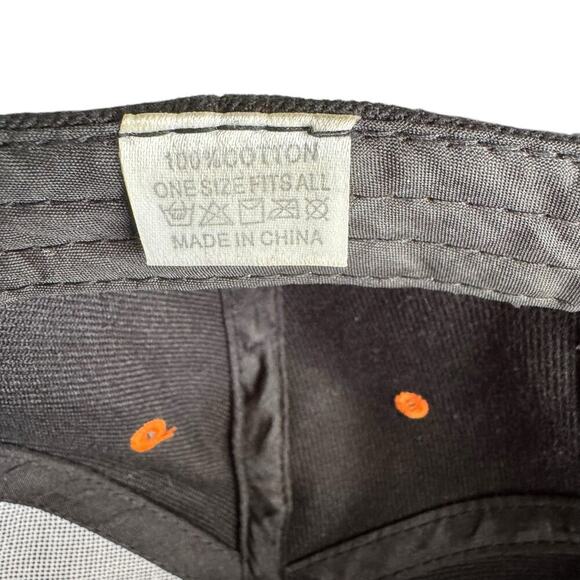 100%COTTON
ONE SIZE FITS ALL
MADE IN CHINA